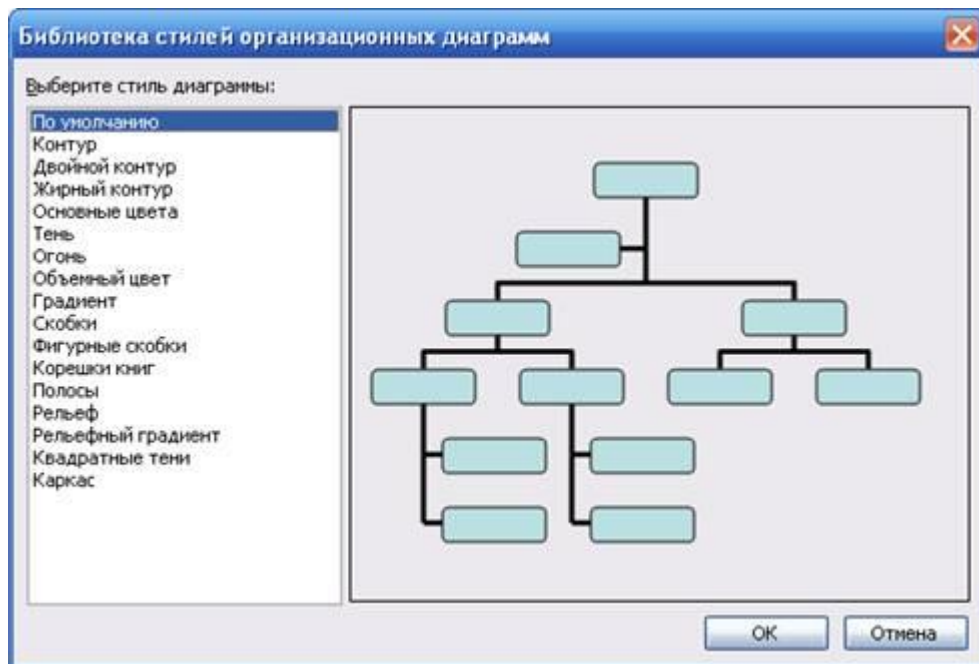 Библиотека стилей организационных диаграмм
Выберите стиль диаграммы:
По умолчанию
Контур
Двойной контур
Жирный контур
Основные цвета
Тень
Огонь
Объемный цвет
Градиент
Скобки
Фигурные скобки
Корешки книг
Полосы
Рельеф
Рельефный градиент
Квадратные тени
Каркас
ОК
Отмена